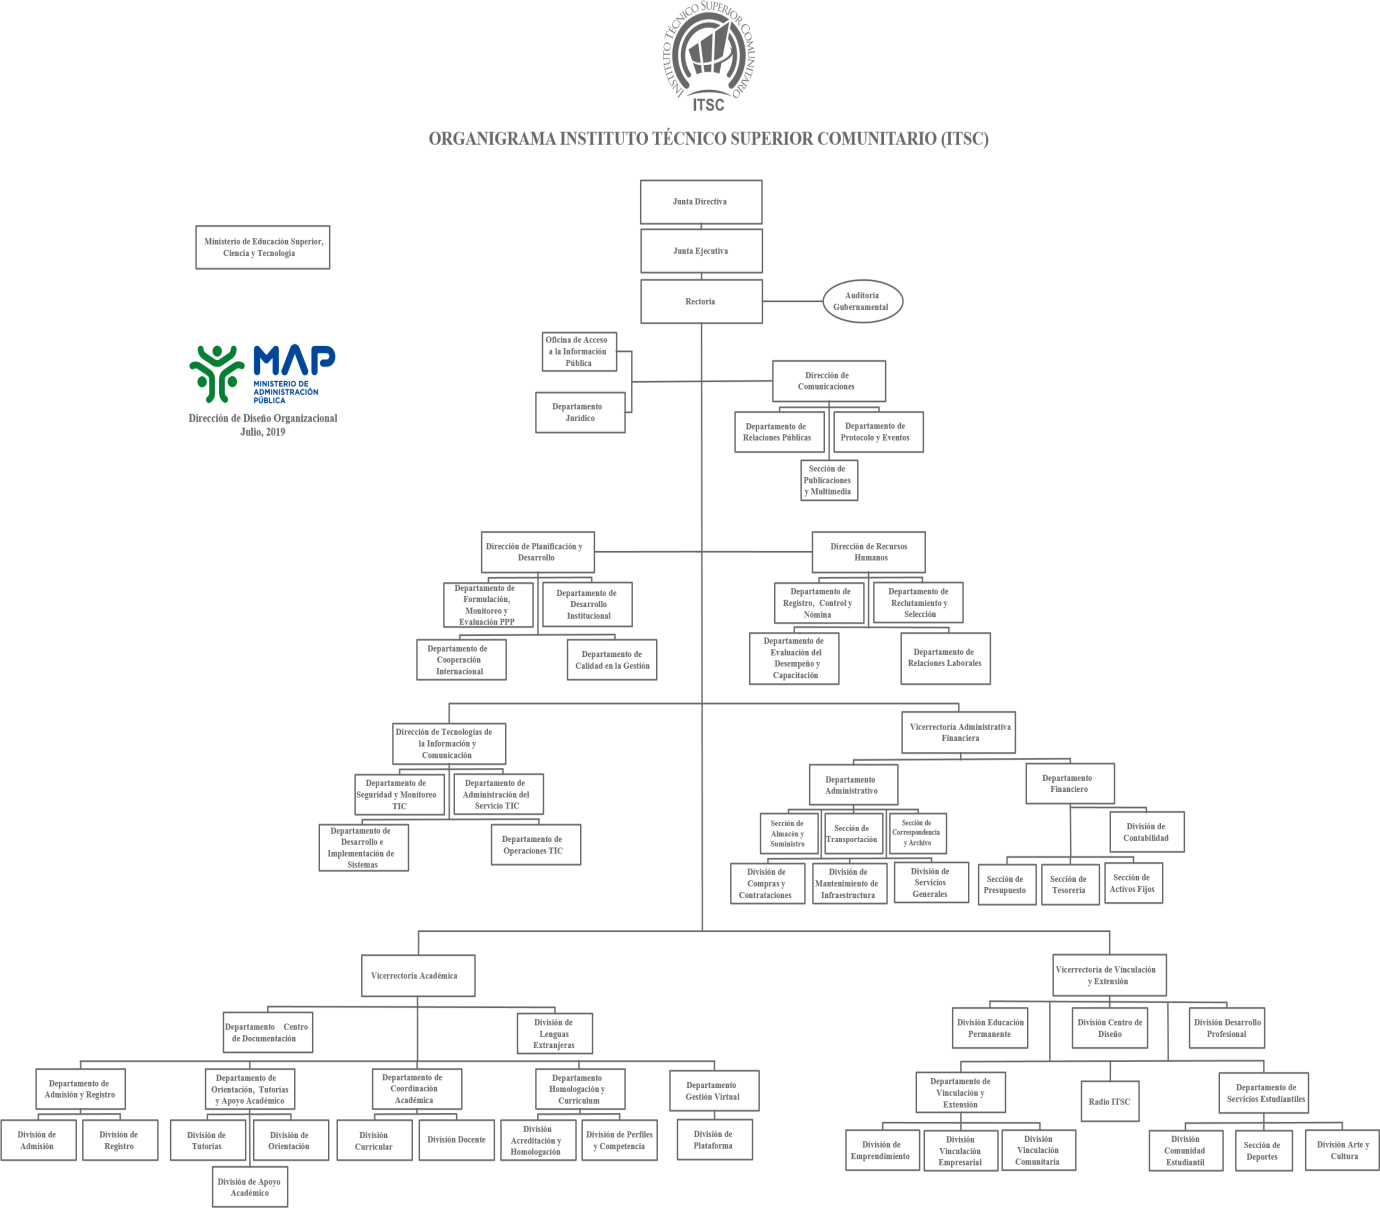 INSTITUTO TÉCNICO SUPERIOR COMUNITARIO
ITSC
ORGANIGRAMA INSTITUTO TÉCNICO SUPERIOR COMUNITARIO (ITSC)
Junta Directiva
Ministerio de Educación Superior,
Ciencia y Tecnología
Junta Ejecutiva
Rectoría
Auditoría
Gubernamental
MAP
MINISTERIO DE
ADMINISTRACIÓN
PÚBLICA
Dirección de Diseño Organizacional
Julio, 2019
Oficina de Acceso
a la Información
Pública
Departamento
Jurídico
Dirección de
Comunicaciones
Departamento de
Relaciones Públicas
Departamento de
Protocolo y Eventos
Sección de
Publicaciones
y Multimedia
Dirección de Planificación y
Desarrollo
Departamento de
Formulación,
Monitoreo y
Evaluación PPP
Departamento de
Desarrollo
Institucional
Departamento de
Cooperación
Internacional
Departamento de
Calidad en la Gestión
Dirección de Recursos
Humanos
Departamento de
Registro, Control y
Nómina
Departamento de
Reclutamiento y
Selección
Departamento de
Evaluación del
Desempeño y
Capacitación
Departamento de
Relaciones Laborales
Dirección de Tecnologías de
la Información y
Comunicación
Departamento de
Seguridad y Monitoreo
TIC
Departamento de
Administración del
Servicio TIC
Departamento de
Desarrollo e
Implementación de
Sistemas
Departamento de
Operaciones TIC
Vicerrectoría Administrativa
Financiera
Departamento
Administrativo
Sección de
Almacén y
Suministro
Sección de
Transportación
Sección de
Correspondencia
y Archivo
División de
Compras y
Contrataciones
División de
Mantenimiento de
Infraestructura
División de
Servicios
Generales
Departamento
Financiero
División de
Contabilidad
Sección de
Presupuesto
Sección de
Tesorería
Sección de
Activos Fijos
Vicerrectoría Académica
Departamento Centro
de Documentación
División de
Lenguas
Extranjeras
Departamento de
Admisión y Registro
División de
Admisión
División de
Registro
Departamento de
Orientación, Tutorías
y Apoyo Académico
División de
Tutorías
División de
Orientación
División de Apoyo
Académico
Departamento de
Coordinación
Académica
División
Curricular
División Docente
Departamento
Homologación y
Curriculum
División
Acreditación y
Homologación
División de Perfiles
y Competencia
Departamento
Gestión Virtual
División de
Plataforma
Vicerrectoría de Vinculación
y Extensión
División Educación
Permanente
División Centro de
Diseño
División Desarrollo
Profesional
Departamento de
Vinculación y
Extensión
División de
Emprendimiento
División
Vinculación
Empresarial
División
Vinculación
Comunitaria
Radio ITSC
Departamento de
Servicios Estudiantiles
División
Comunidad
Estudiantil
Sección de
Deportes
División Arte y
Cultura